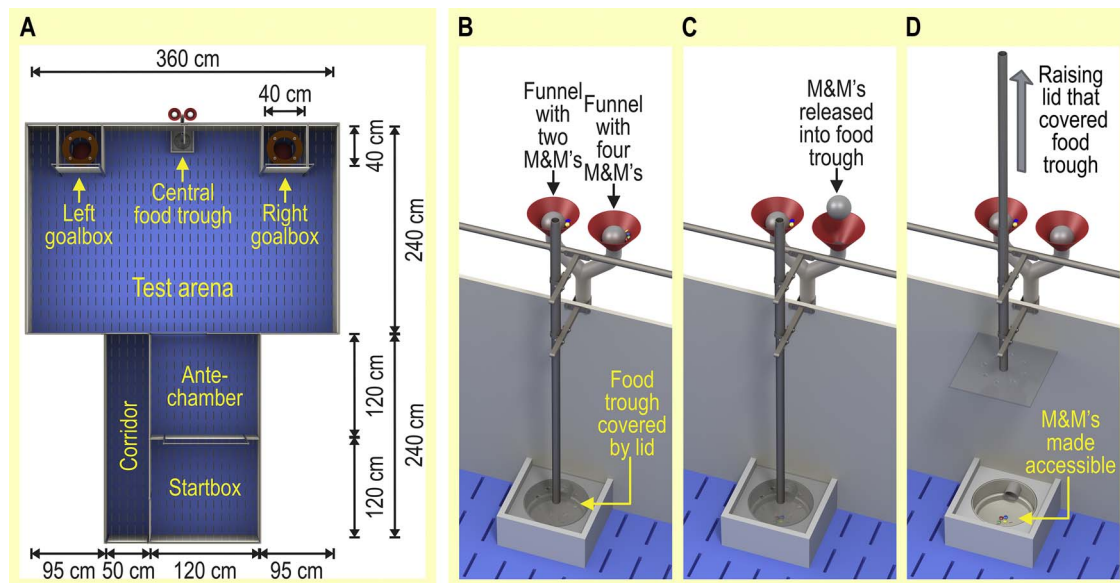 A
360 cm
40 cm
40 cm
Left
goalbox
Central
food trough
Right
goalbox
240 cm
Test arena
Ante-
chamber
120 cm
Corridor
240 cm
Startbox
120 cm
95 cm
50 cm
120 cm
95 cm
B
Funnel
with
two
M&M's
Funnel
with
four
M&M's
Food
trough
covered
by lid
C
M&M's
released
into food
trough
D
Raising
lid that
covered
food
trough
M&M's
made
accessible